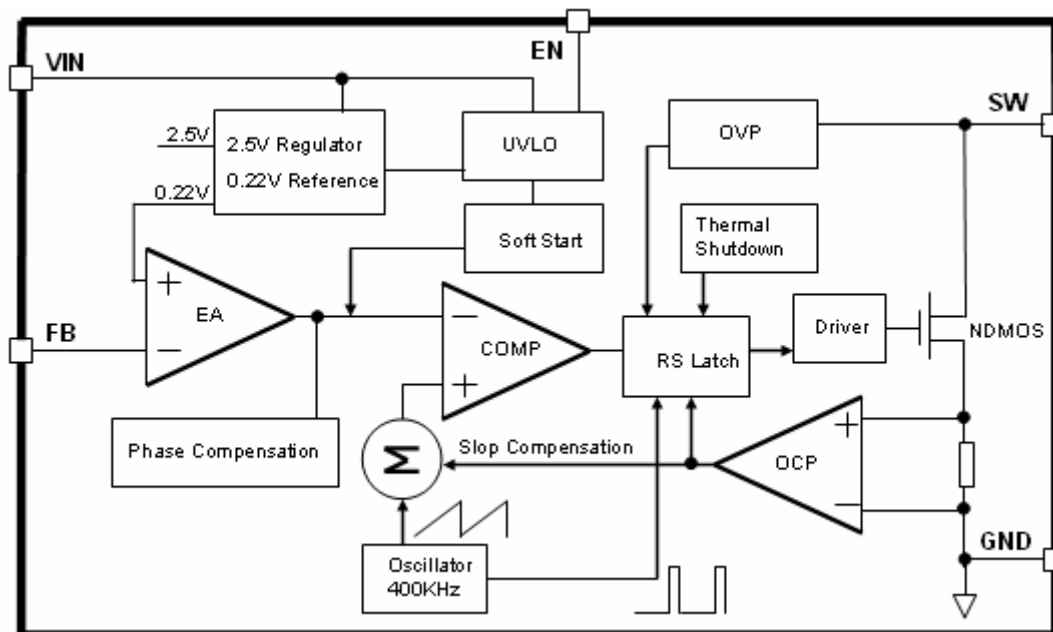 EN
VIN
SW
2.5V
2.5V Regulator
0.22V Reference
UVLO
OVP
0.22V
Soft Start
Thermal
Shutdown
+
EA
−
FB
−
COMP
+
RS Latch
Driver
NDMOS
Phase Compensation
Σ
Slop Compensation
+
OCP
−
GND
Oscillator
400KHz